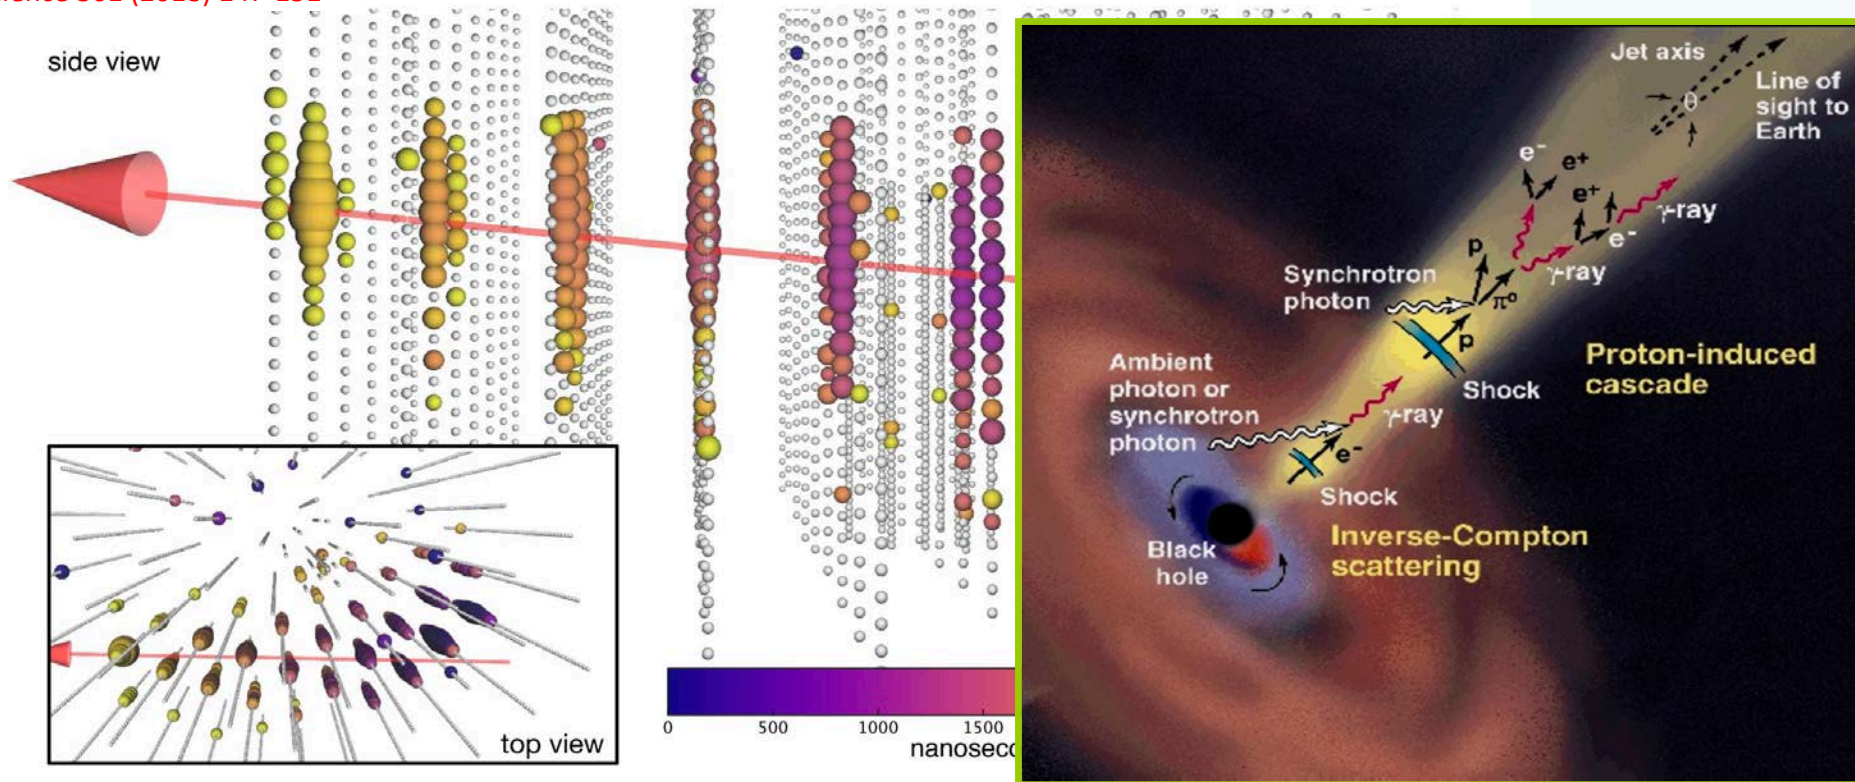 side view
top view
0 500 1000 1500
Jet axis
Line of
sight to
Earth
θ
e⁻ e⁺
e⁺
γ-ray
e⁻
p
γ-ray
π⁰
Synchrotron
photon
p
Proton-induced
cascade
Shock
Ambient
photon or
synchrotron
photon
γ-ray
e⁻
Shock
Inverse-Compton
scattering
Black
hole